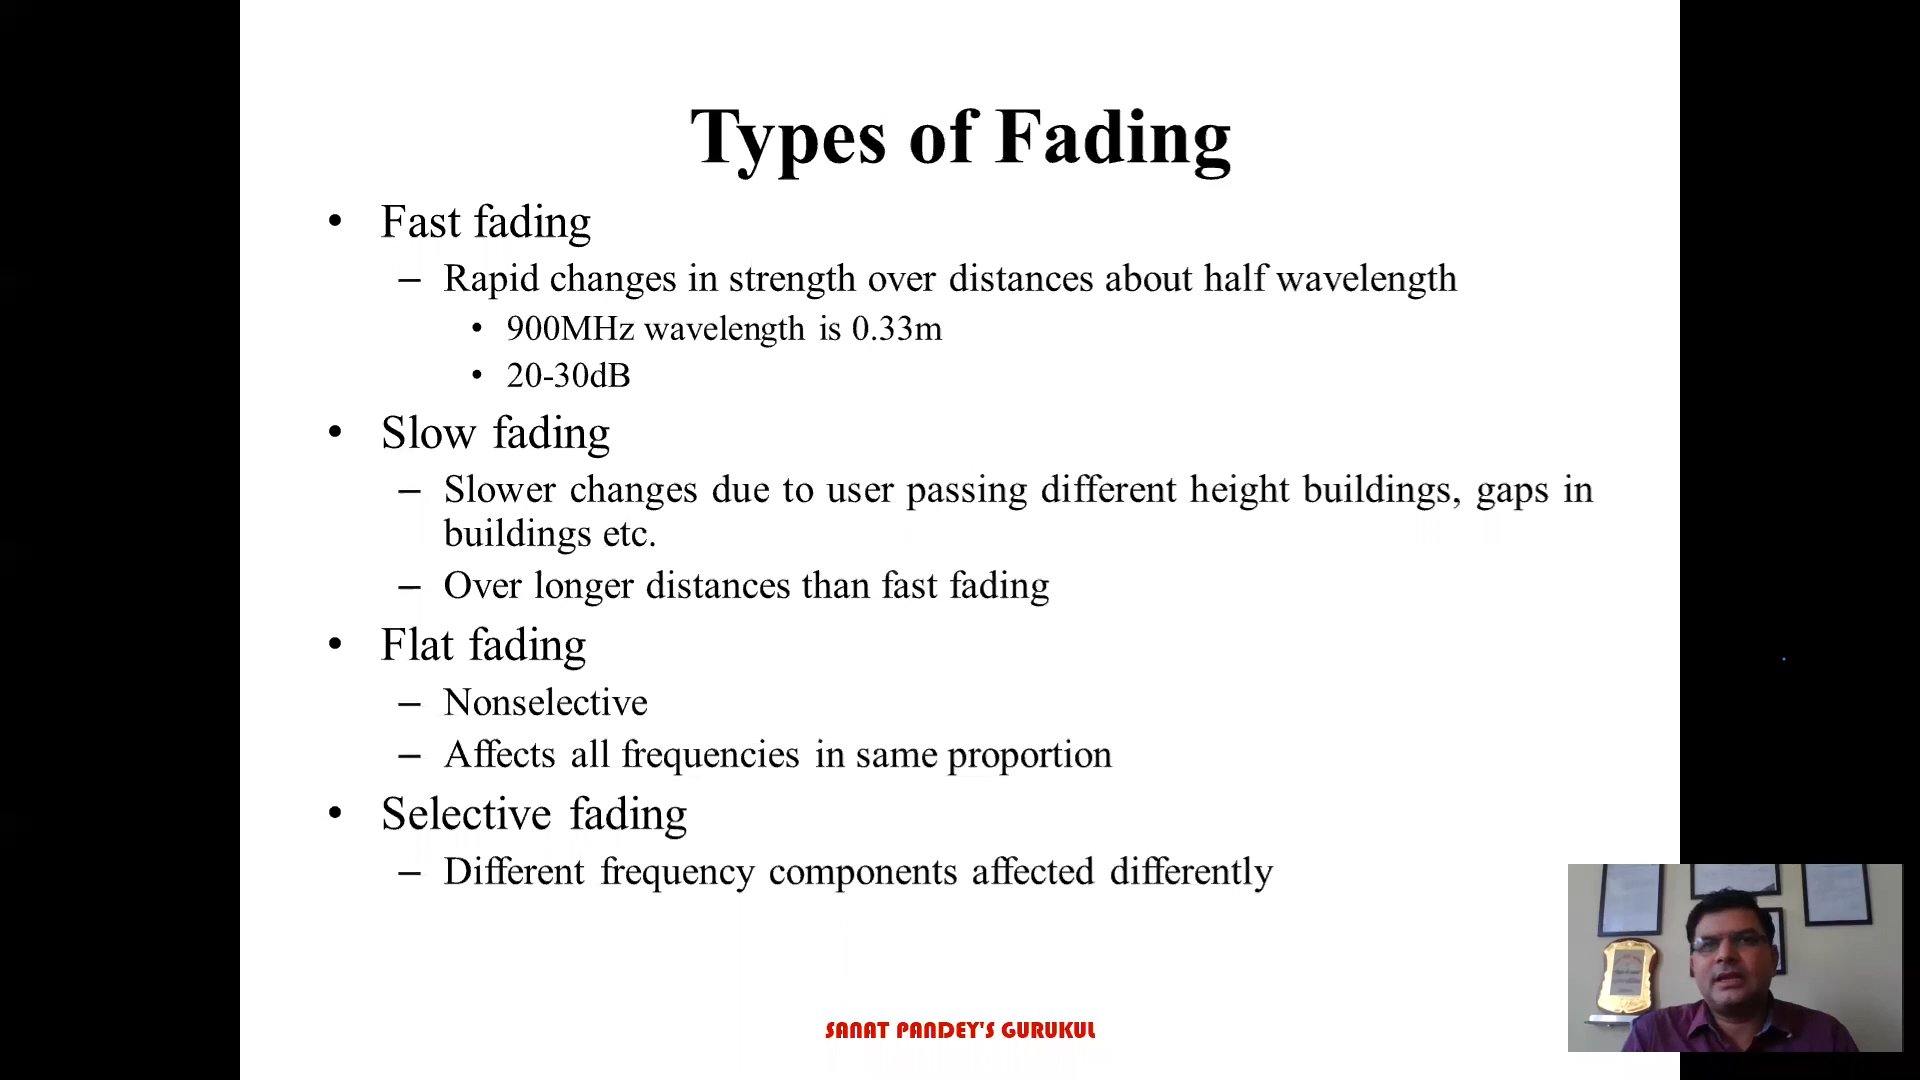 Types of Fading
• Fast fading
– Rapid changes in strength over distances about half wavelength
• 900MHz wavelength is 0.33m
• 20-30dB
• Slow fading
– Slower changes due to user passing different height buildings, gaps in
buildings etc.
– Over longer distances than fast fading
• Flat fading
– Nonselective
– Affects all frequencies in same proportion
• Selective fading
– Different frequency components affected differently
SANAT PANDEY'S GURUKUL